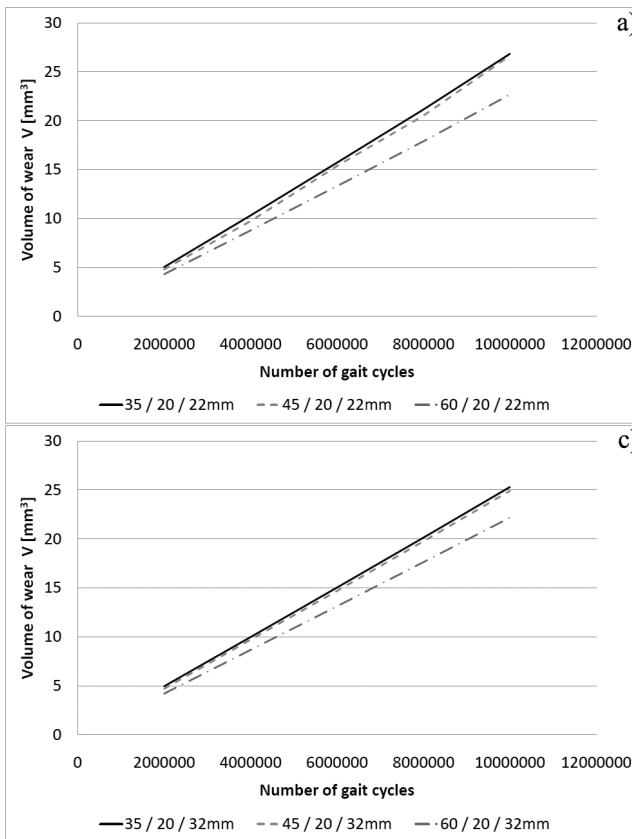 a)
30
25
20
15
10
5
0
Volume of wear V [mm³]
0 2000000 4000000 6000000 8000000 10000000 12000000
Number of gait cycles
35 / 20 / 22mm 45 / 20 / 22mm 60 / 20 / 22mm
c)
30
25
20
15
10
5
0
Volume of wear V [mm³]
0 2000000 4000000 6000000 8000000 10000000 12000000
Number of gait cycles
35 / 20 / 32mm 45 / 20 / 32mm 60 / 20 / 32mm